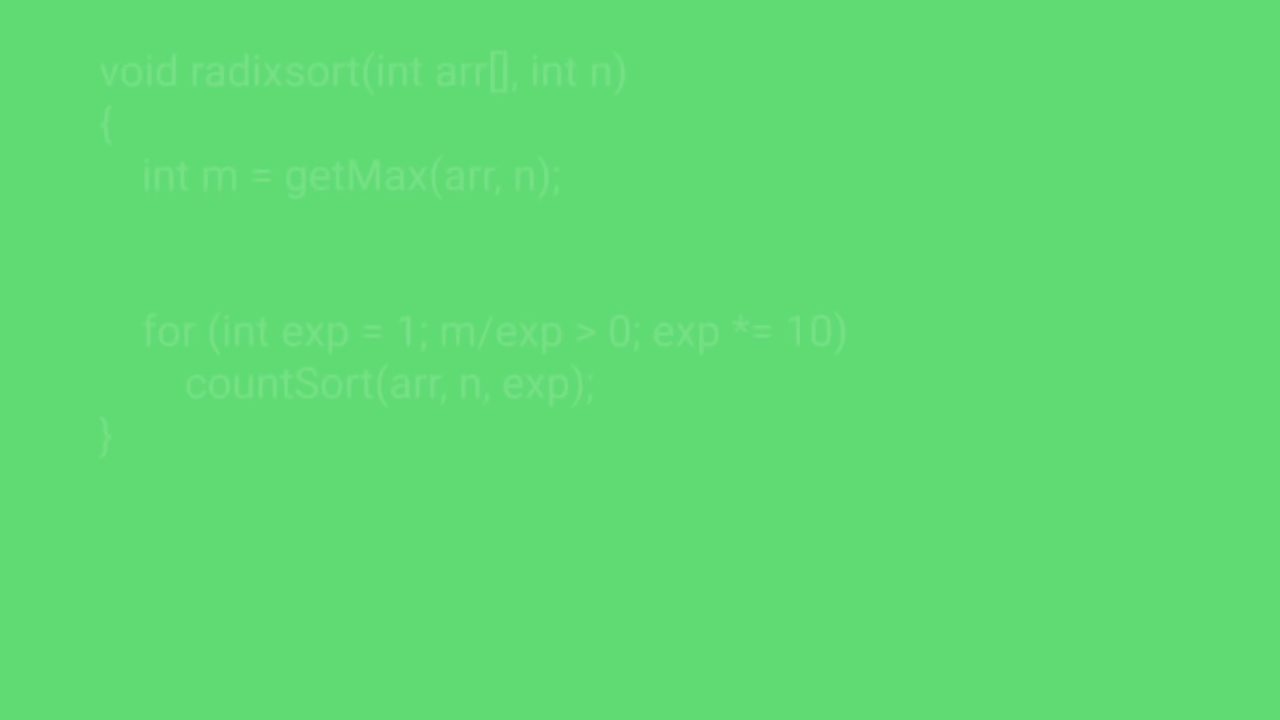 void radixsort(int arr[], int n)
{
int m = getMax(arr, n);
for (int exp = 1; m/exp > 0; exp *= 10)
countSort(arr, n, exp);
}